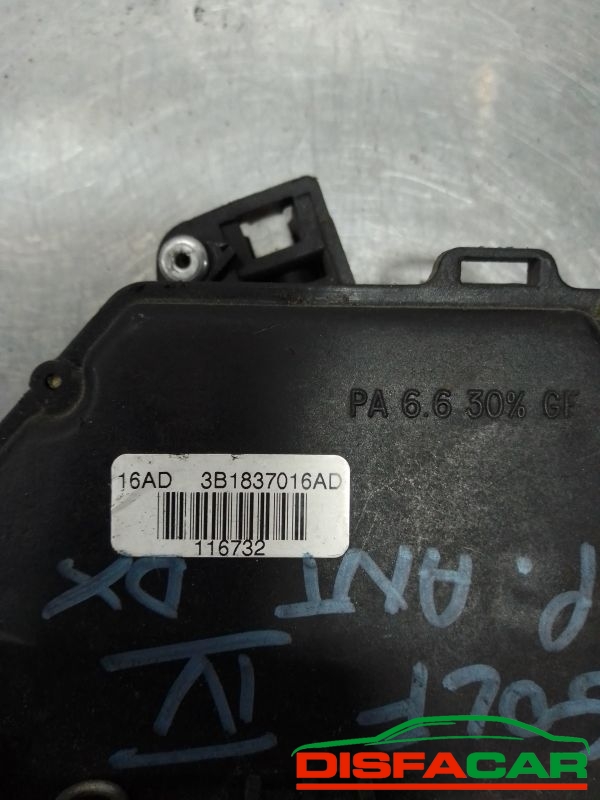 PA 6.6 30% GF
16AD 3B1837016AD
116732
P. ANT DX
GOLF IV
DISFACAR